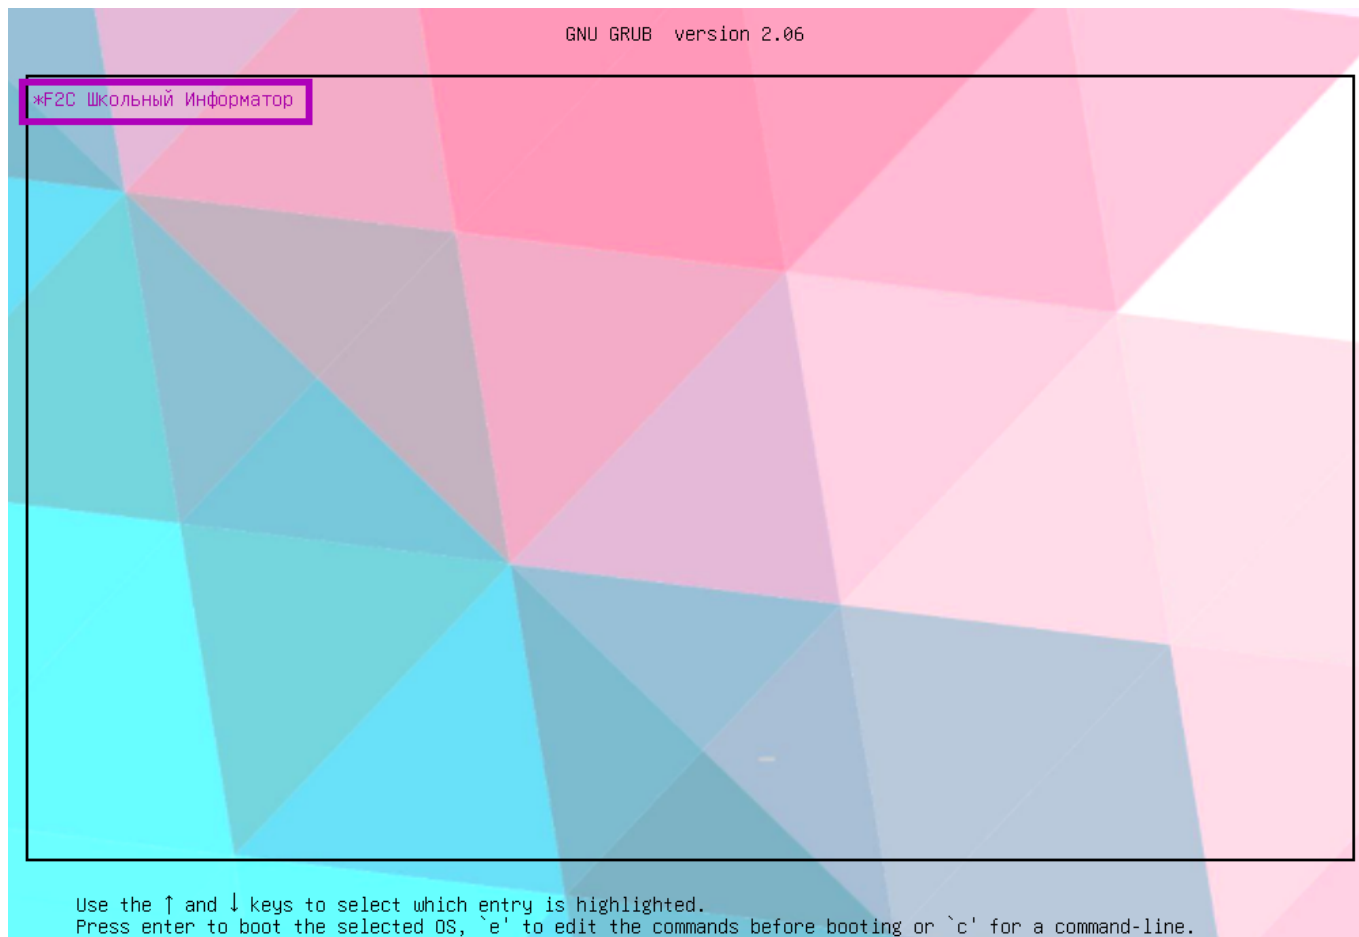 GNU GRUB  version 2.06
*F2C Школьный Информатор
Use the ↑ and ↓ keys to select which entry is highlighted.
Press enter to boot the selected OS, `e' to edit the commands before booting or `c' for a command-line.